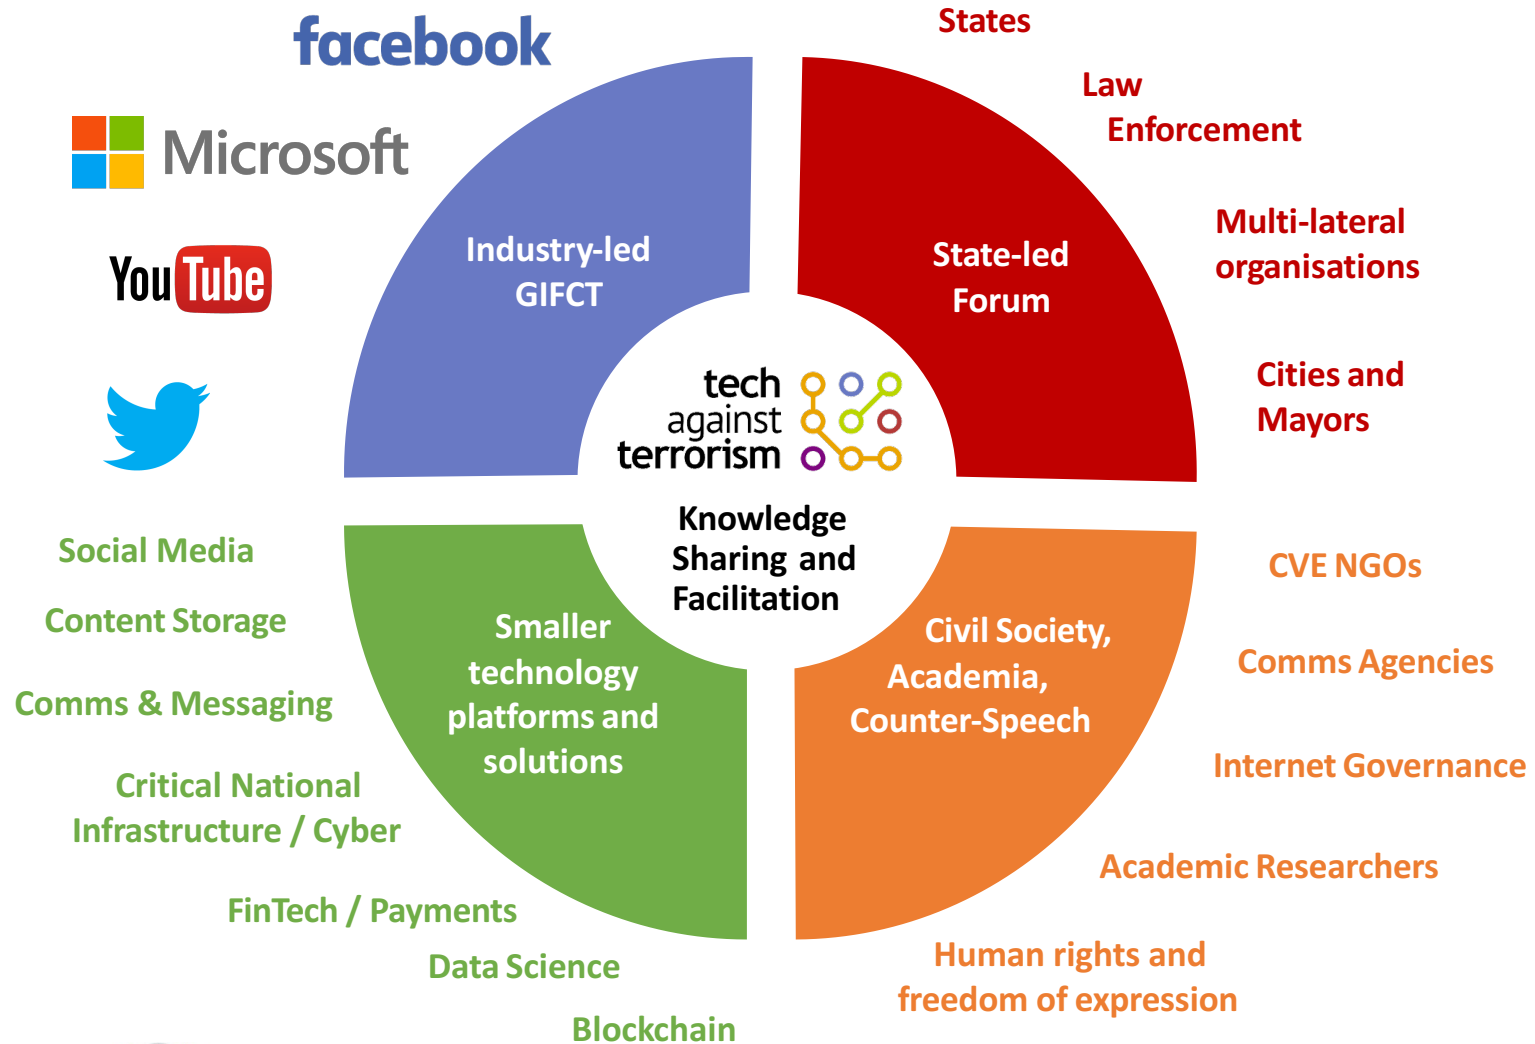 facebook
Microsoft
YouTube
Industry-led
GIFCT
States
Law
Enforcement
Multi-lateral
organisations
Cities and
Mayors
State-led
Forum
tech
against
terrorism
Knowledge
Sharing and
Facilitation
Social Media
Content Storage
Comms & Messaging
Critical National
Infrastructure / Cyber
FinTech / Payments
Data Science
Blockchain
Smaller
technology
platforms and
solutions
Civil Society,
Academia,
Counter-Speech
CVE NGOs
Comms Agencies
Internet Governance
Academic Researchers
Human rights and
freedom of expression